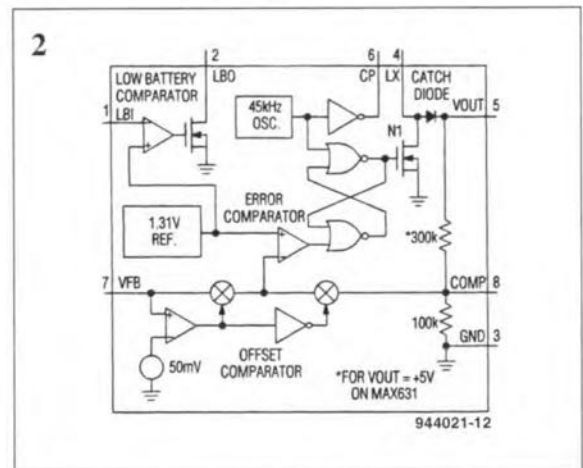 2
2
LBO
6
CP
4
LX
LOW BATTERY
COMPARATOR
CATCH
DIODE
1
LBI
45kHz
OSC.
VOUT
5
N1
1.31V
REF.
ERROR
COMPARATOR
*300k
7
VFB
COMP
8
100k
GND
3
50mV
OFFSET
COMPARATOR
*FOR VOUT = +5V
ON MAX631
944021-12